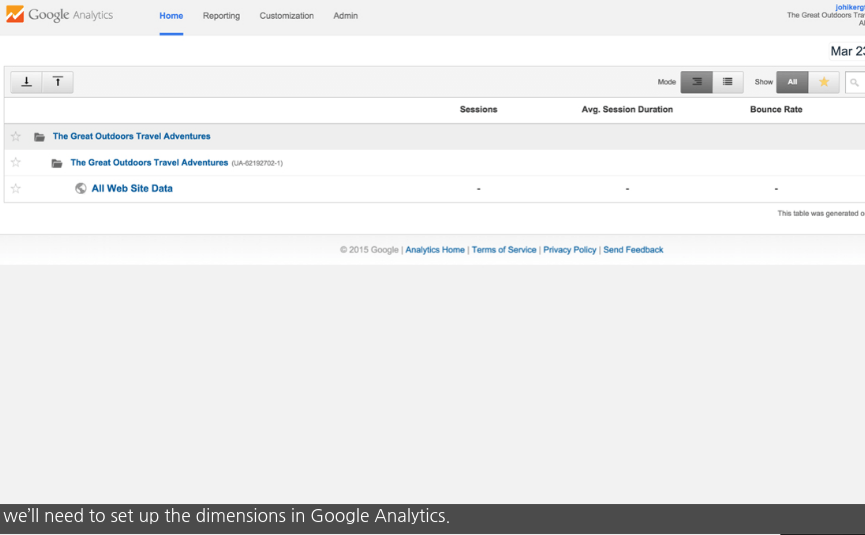 Google Analytics Home Reporting Customization Admin
johikerg
The Great Outdoors Tra
Al
Mar 23
Mode Show All
Sessions Avg. Session Duration Bounce Rate
The Great Outdoors Travel Adventures
The Great Outdoors Travel Adventures (UA-62192702-1)
All Web Site Data - - -
This table was generated o
© 2015 Google | Analytics Home | Terms of Service | Privacy Policy | Send Feedback
we'll need to set up the dimensions in Google Analytics.